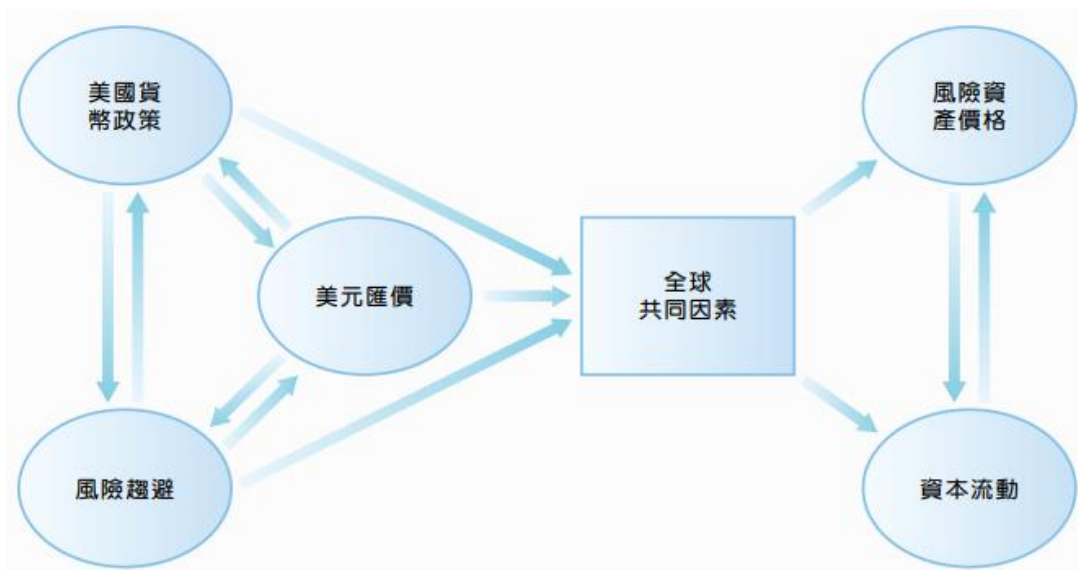 美國貨
幣政策
風險資
產價格
美元匯價
全球
共同因素
風險趨避
資本流動